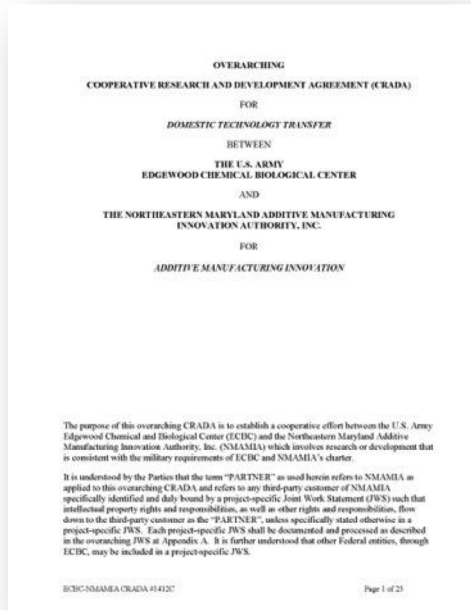 OVERARCHING
COOPERATIVE RESEARCH AND DEVELOPMENT AGREEMENT (CRADA)
FOR
DOMESTIC TECHNOLOGY TRANSFER
BETWEEN
THE U.S. ARMY
EDGEWOOD CHEMICAL BIOLOGICAL CENTER
AND
THE NORTHEASTERN MARYLAND ADDITIVE MANUFACTURING
INNOVATION AUTHORITY, INC.
FOR
ADDITIVE MANUFACTURING INNOVATION
The purpose of this overarching CRADA is to establish a cooperative effort between the U.S. Army
Edgewood Chemical and Biological Center (ECBC) and the Northeastern Maryland Additive
Manufacturing Innovation Authority, Inc. (NMAMIA) which involves research or development that
is consistent with the military requirements of ECBC and NMAMIA's charter.
It is understood by the Parties that the term "PARTNER" as used herein refers to NMAMIA as
applied to this overarching CRADA and refers to any third-party customer of NMAMIA
specifically identified and duly bound by a project-specific Joint Work Statement (JWS) such that
intellectual property rights and responsibilities, as well as other rights and responsibilities, flow
down to the third-party customer as the "PARTNER", unless specifically stated otherwise in a
project-specific JWS. Each project-specific JWS shall be documented and processed as described
in the overarching JWS at Appendix A. It is further understood that other Federal entities, through
ECBC, may be included in a project-specific JWS.
ECBC-NMAMIA CRADA #1412C Page 1 of 23